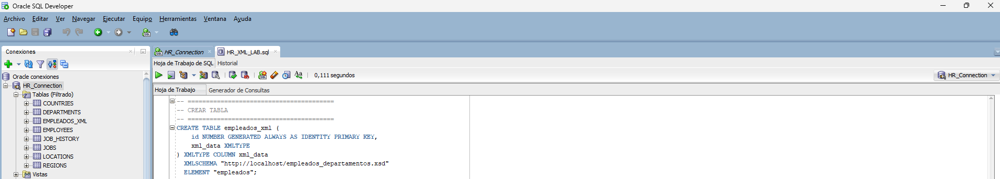 Oracle SQL Developer
Archivo Editar Ver Navegar Ejecutar Equipo Herramientas Ventana Ayuda
Conexiones
Oracle conexiones
HR_Connection
Tablas (Filtrado)
COUNTRIES
DEPARTMENTS
EMPLEADOS_XML
EMPLOYEES
JOB_HISTORY
JOBS
LOCATIONS
REGIONS
Vistas
HR_Connection HR_XML_LAB.sql
Hoja de Trabajo de SQL Historial
0,111 segundos
HR_Connection
Hoja de Trabajo Generador de Consultas
-- ========================================
-- CREAR TABLA
-- ========================================
CREATE TABLE empleados_xml (
    id NUMBER GENERATED ALWAYS AS IDENTITY PRIMARY KEY,
    xml_data XMLTYPE
) XMLTYPE COLUMN xml_data
  XMLSCHEMA "http://localhost/empleados_departamentos.xsd"
  ELEMENT "empleados";